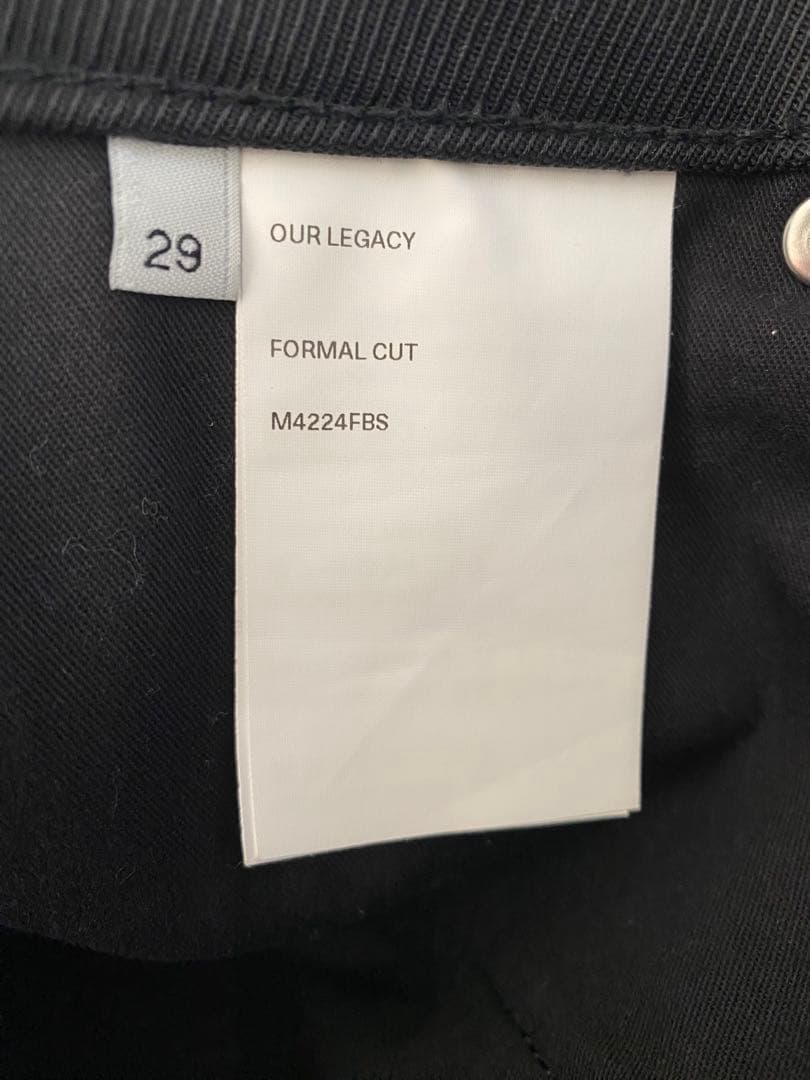 29
OUR LEGACY
FORMAL CUT
M4224FBS